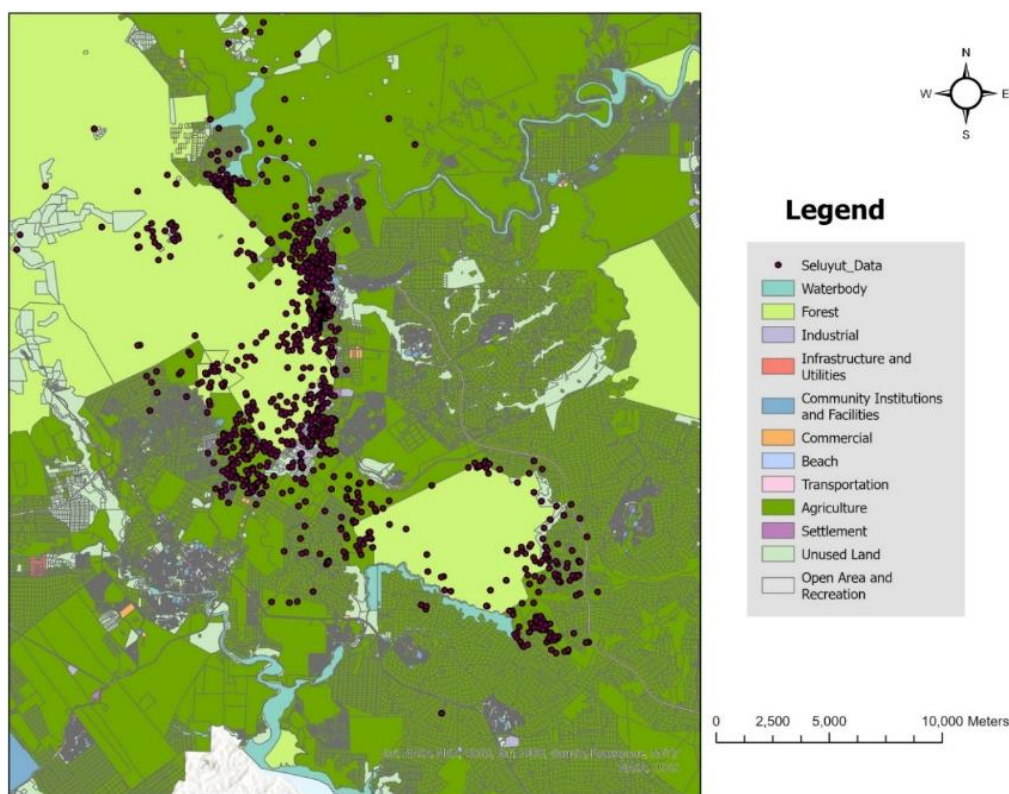 N
W E
S
Legend
Seluyut_Data
Waterbody
Forest
Industrial
Infrastructure and
Utilities
Community Institutions
and Facilities
Commercial
Beach
Transportation
Agriculture
Settlement
Unused Land
Open Area and
Recreation
0 2,500 5,000 10,000 Meters